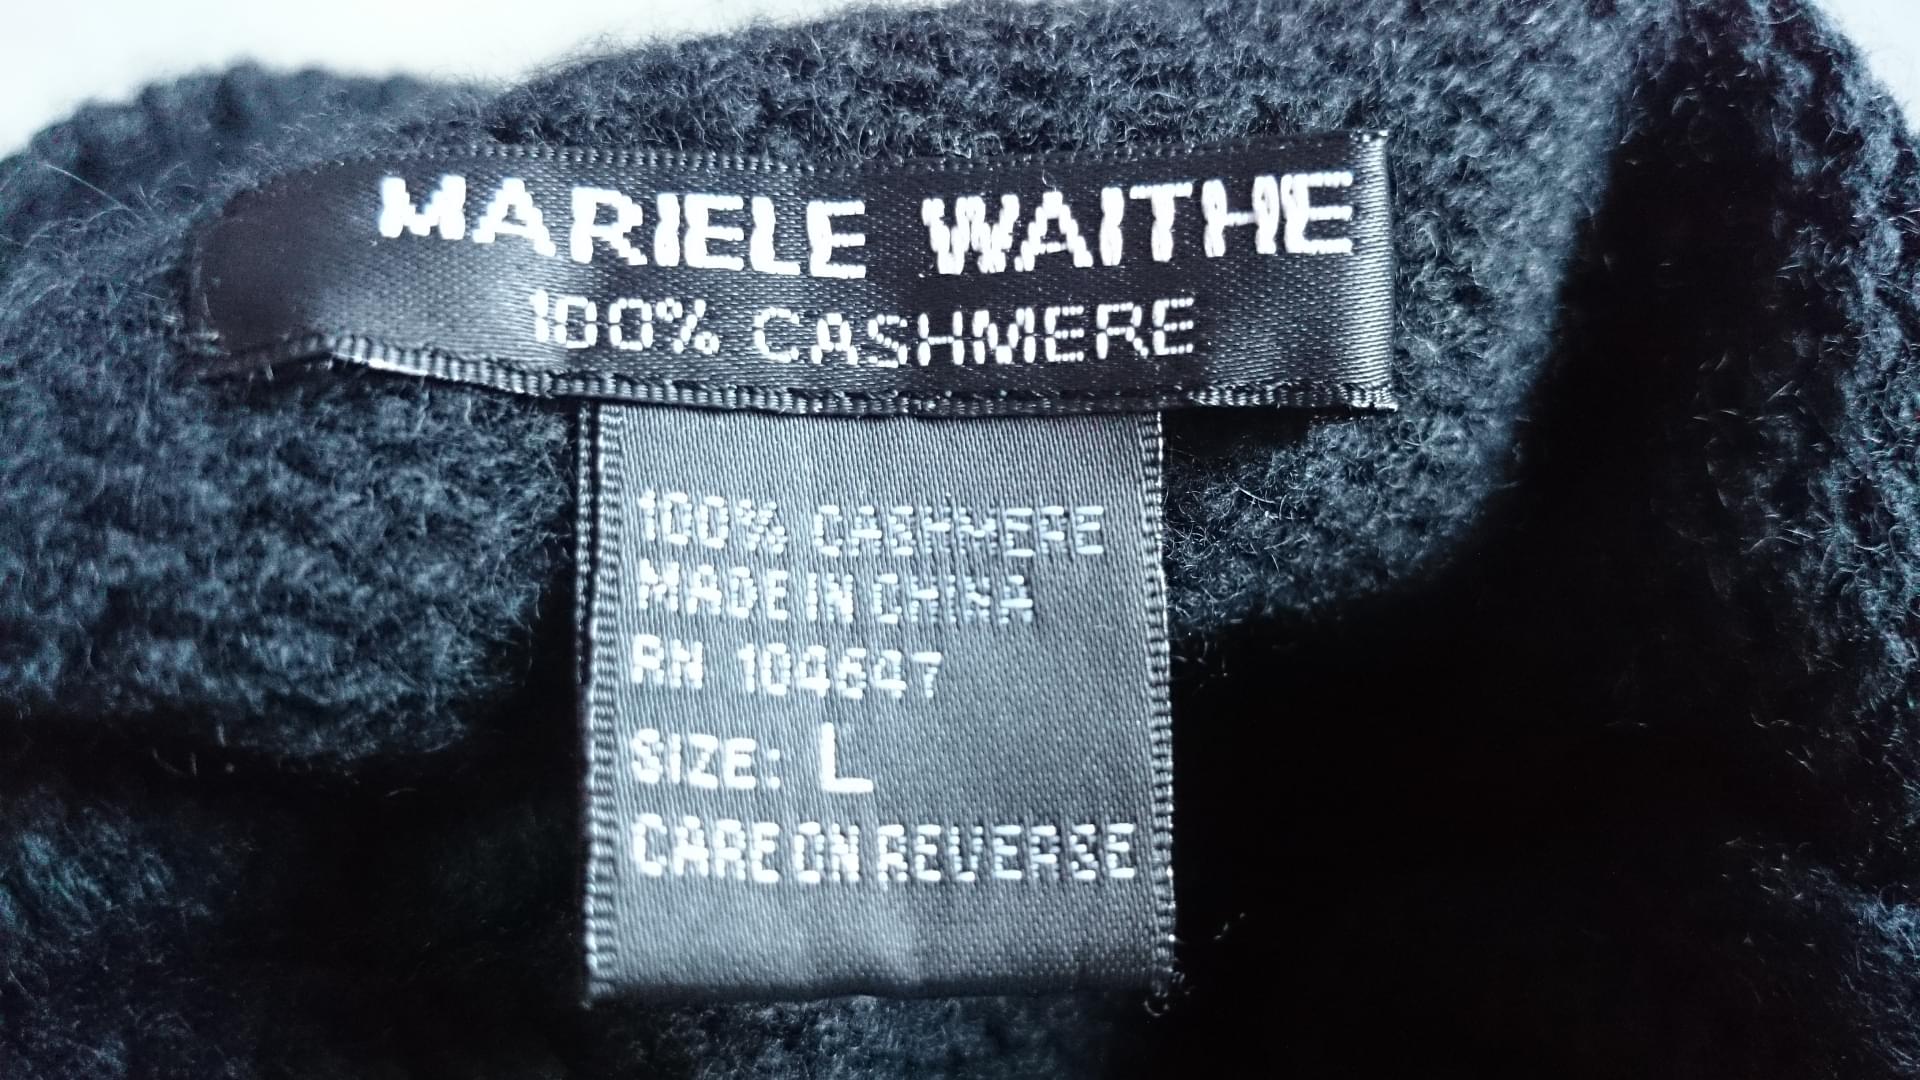 MARIELE WAITHE
100% CASHMERE
100% CASHMERE
MADE IN CHINA
RN 104647
SIZE: L
CARE ON REVERSE